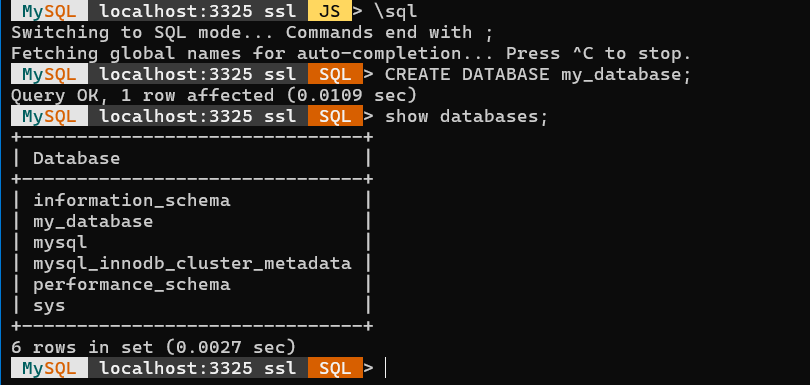 MySQL localhost:3325 ssl JS > \sql
Switching to SQL mode... Commands end with ;
Fetching global names for auto-completion... Press ^C to stop.
MySQL localhost:3325 ssl SQL > CREATE DATABASE my_database;
Query OK, 1 row affected (0.0109 sec)
MySQL localhost:3325 ssl SQL > show databases;
+-------------------------------+
| Database                      |
+-------------------------------+
| information_schema            |
| my_database                   |
| mysql                         |
| mysql_innodb_cluster_metadata |
| performance_schema            |
| sys                           |
+-------------------------------+
6 rows in set (0.0027 sec)
MySQL localhost:3325 ssl SQL >